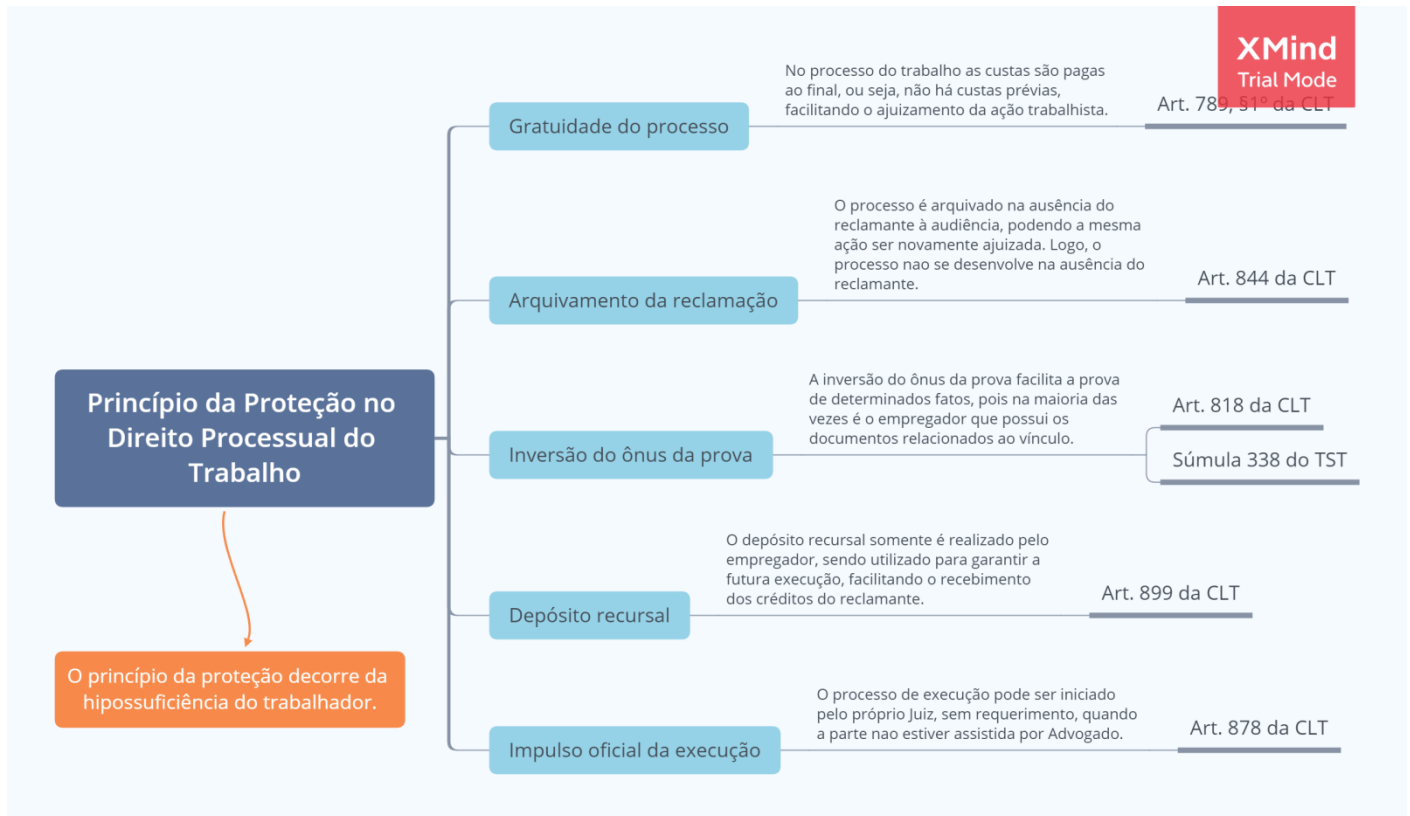 XMind
Trial Mode
No processo do trabalho as custas são pagas
ao final, ou seja, não há custas prévias,
facilitando o ajuizamento da ação trabalhista.
Gratuidade do processo
Art. 789, §1º da CLT
O processo é arquivado na ausência do
reclamante à audiência, podendo a mesma
ação ser novamente ajuizada. Logo, o
processo nao se desenvolve na ausência do
reclamante.
Arquivamento da reclamação
Art. 844 da CLT
Princípio da Proteção no
Direito Processual do
Trabalho
A inversão do ônus da prova facilita a prova
de determinados fatos, pois na maioria das
vezes é o empregador que possui os
documentos relacionados ao vínculo.
Inversão do ônus da prova
Art. 818 da CLT
Súmula 338 do TST
O depósito recursal somente é realizado pelo
empregador, sendo utilizado para garantir a
futura execução, facilitando o recebimento
dos créditos do reclamante.
Depósito recursal
Art. 899 da CLT
O princípio da proteção decorre da
hipossuficiência do trabalhador.
O processo de execução pode ser iniciado
pelo próprio Juiz, sem requerimento, quando
a parte nao estiver assistida por Advogado.
Impulso oficial da execução
Art. 878 da CLT